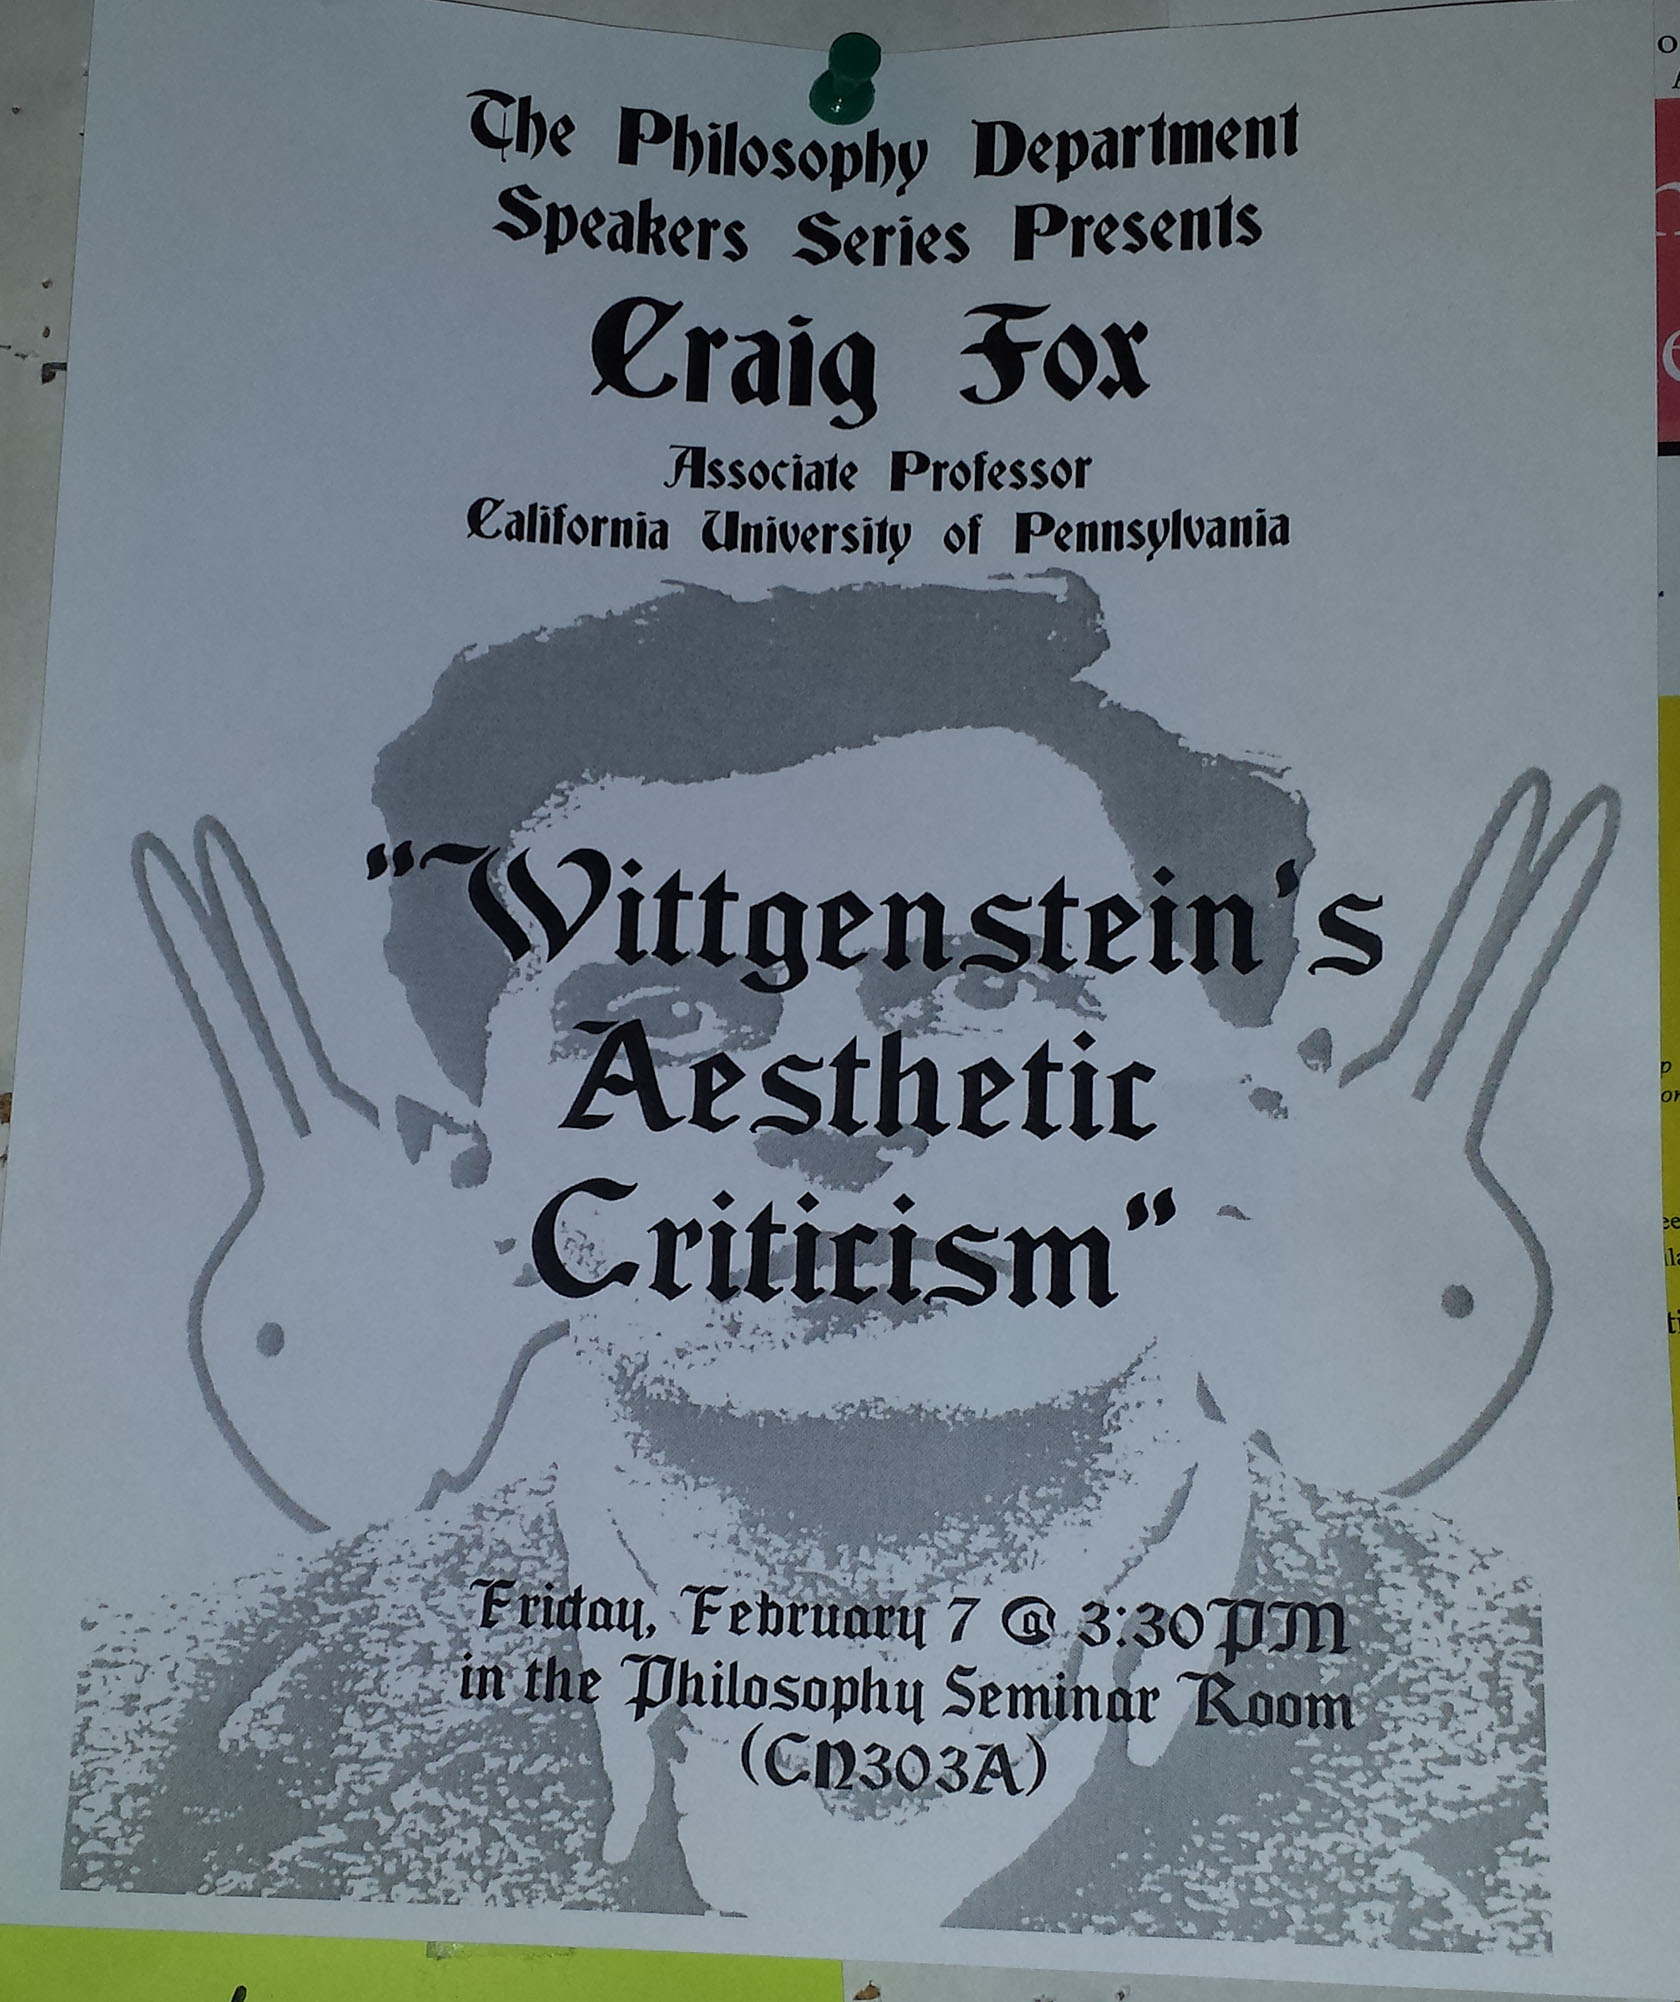 The Philosophy Department
Speakers Series Presents
Craig Fox
Associate Professor
California University of Pennsylvania
"Wittgenstein's
Aesthetic
Criticism"
Friday, February 7 @ 3:30PM
in the Philosophy Seminar Room
(CN303A)